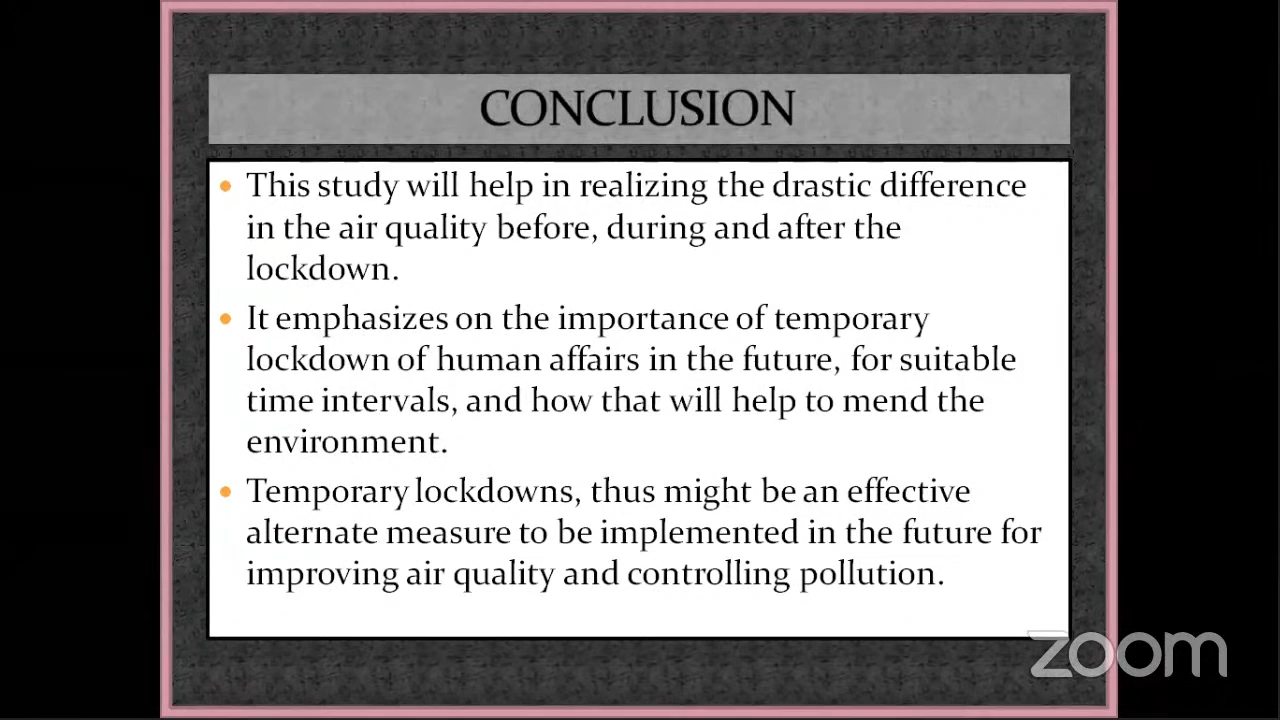 CONCLUSION
This study will help in realizing the drastic difference
in the air quality before, during and after the
lockdown.
It emphasizes on the importance of temporary
lockdown of human affairs in the future, for suitable
time intervals, and how that will help to mend the
environment.
Temporary lockdowns, thus might be an effective
alternate measure to be implemented in the future for
improving air quality and controlling pollution.
zoom